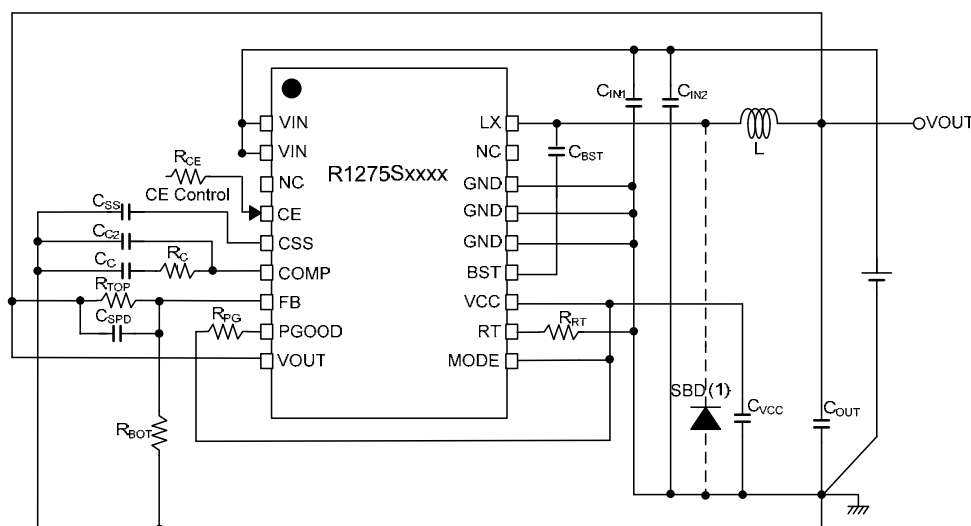 VIN
VIN
NC
CE
CSS
COMP
FB
PGOOD
VOUT
R1275Sxxxx
LX
NC
GND
GND
GND
BST
VCC
RT
MODE
RCE
CE Control
CSS
CC2
CC
RC
RTOP
CSPD
RPG
RBOT
CIN1
CIN2
CBST
L
VOUT
RRT
SBD(1)
CVCC
COUT